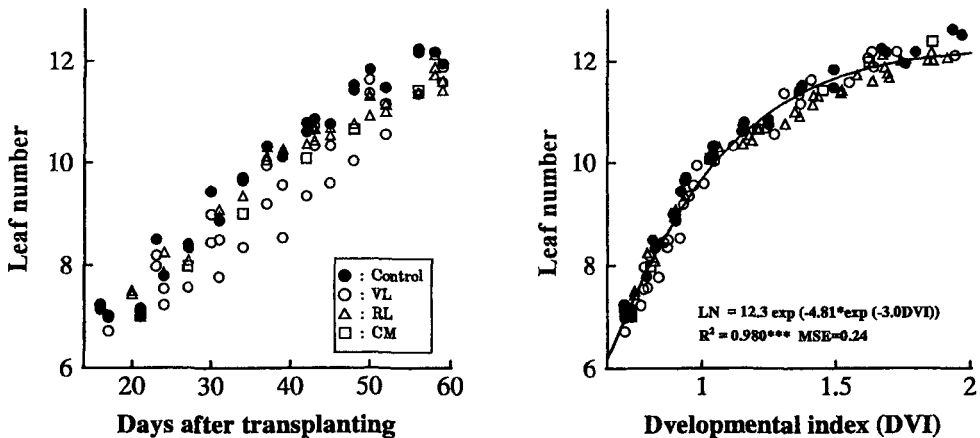 Leaf number
12
10
8
6
20
30
40
50
60
Days after transplanting
● : Control
○ : VL
△ : RL
□ : CM
Leaf number
12
10
8
6
1
1.5
2
Dvelopmental index (DVI)
LN = 12.3 exp (-4.81*exp (-3.0DVI))
R² = 0.980*** MSE=0.24